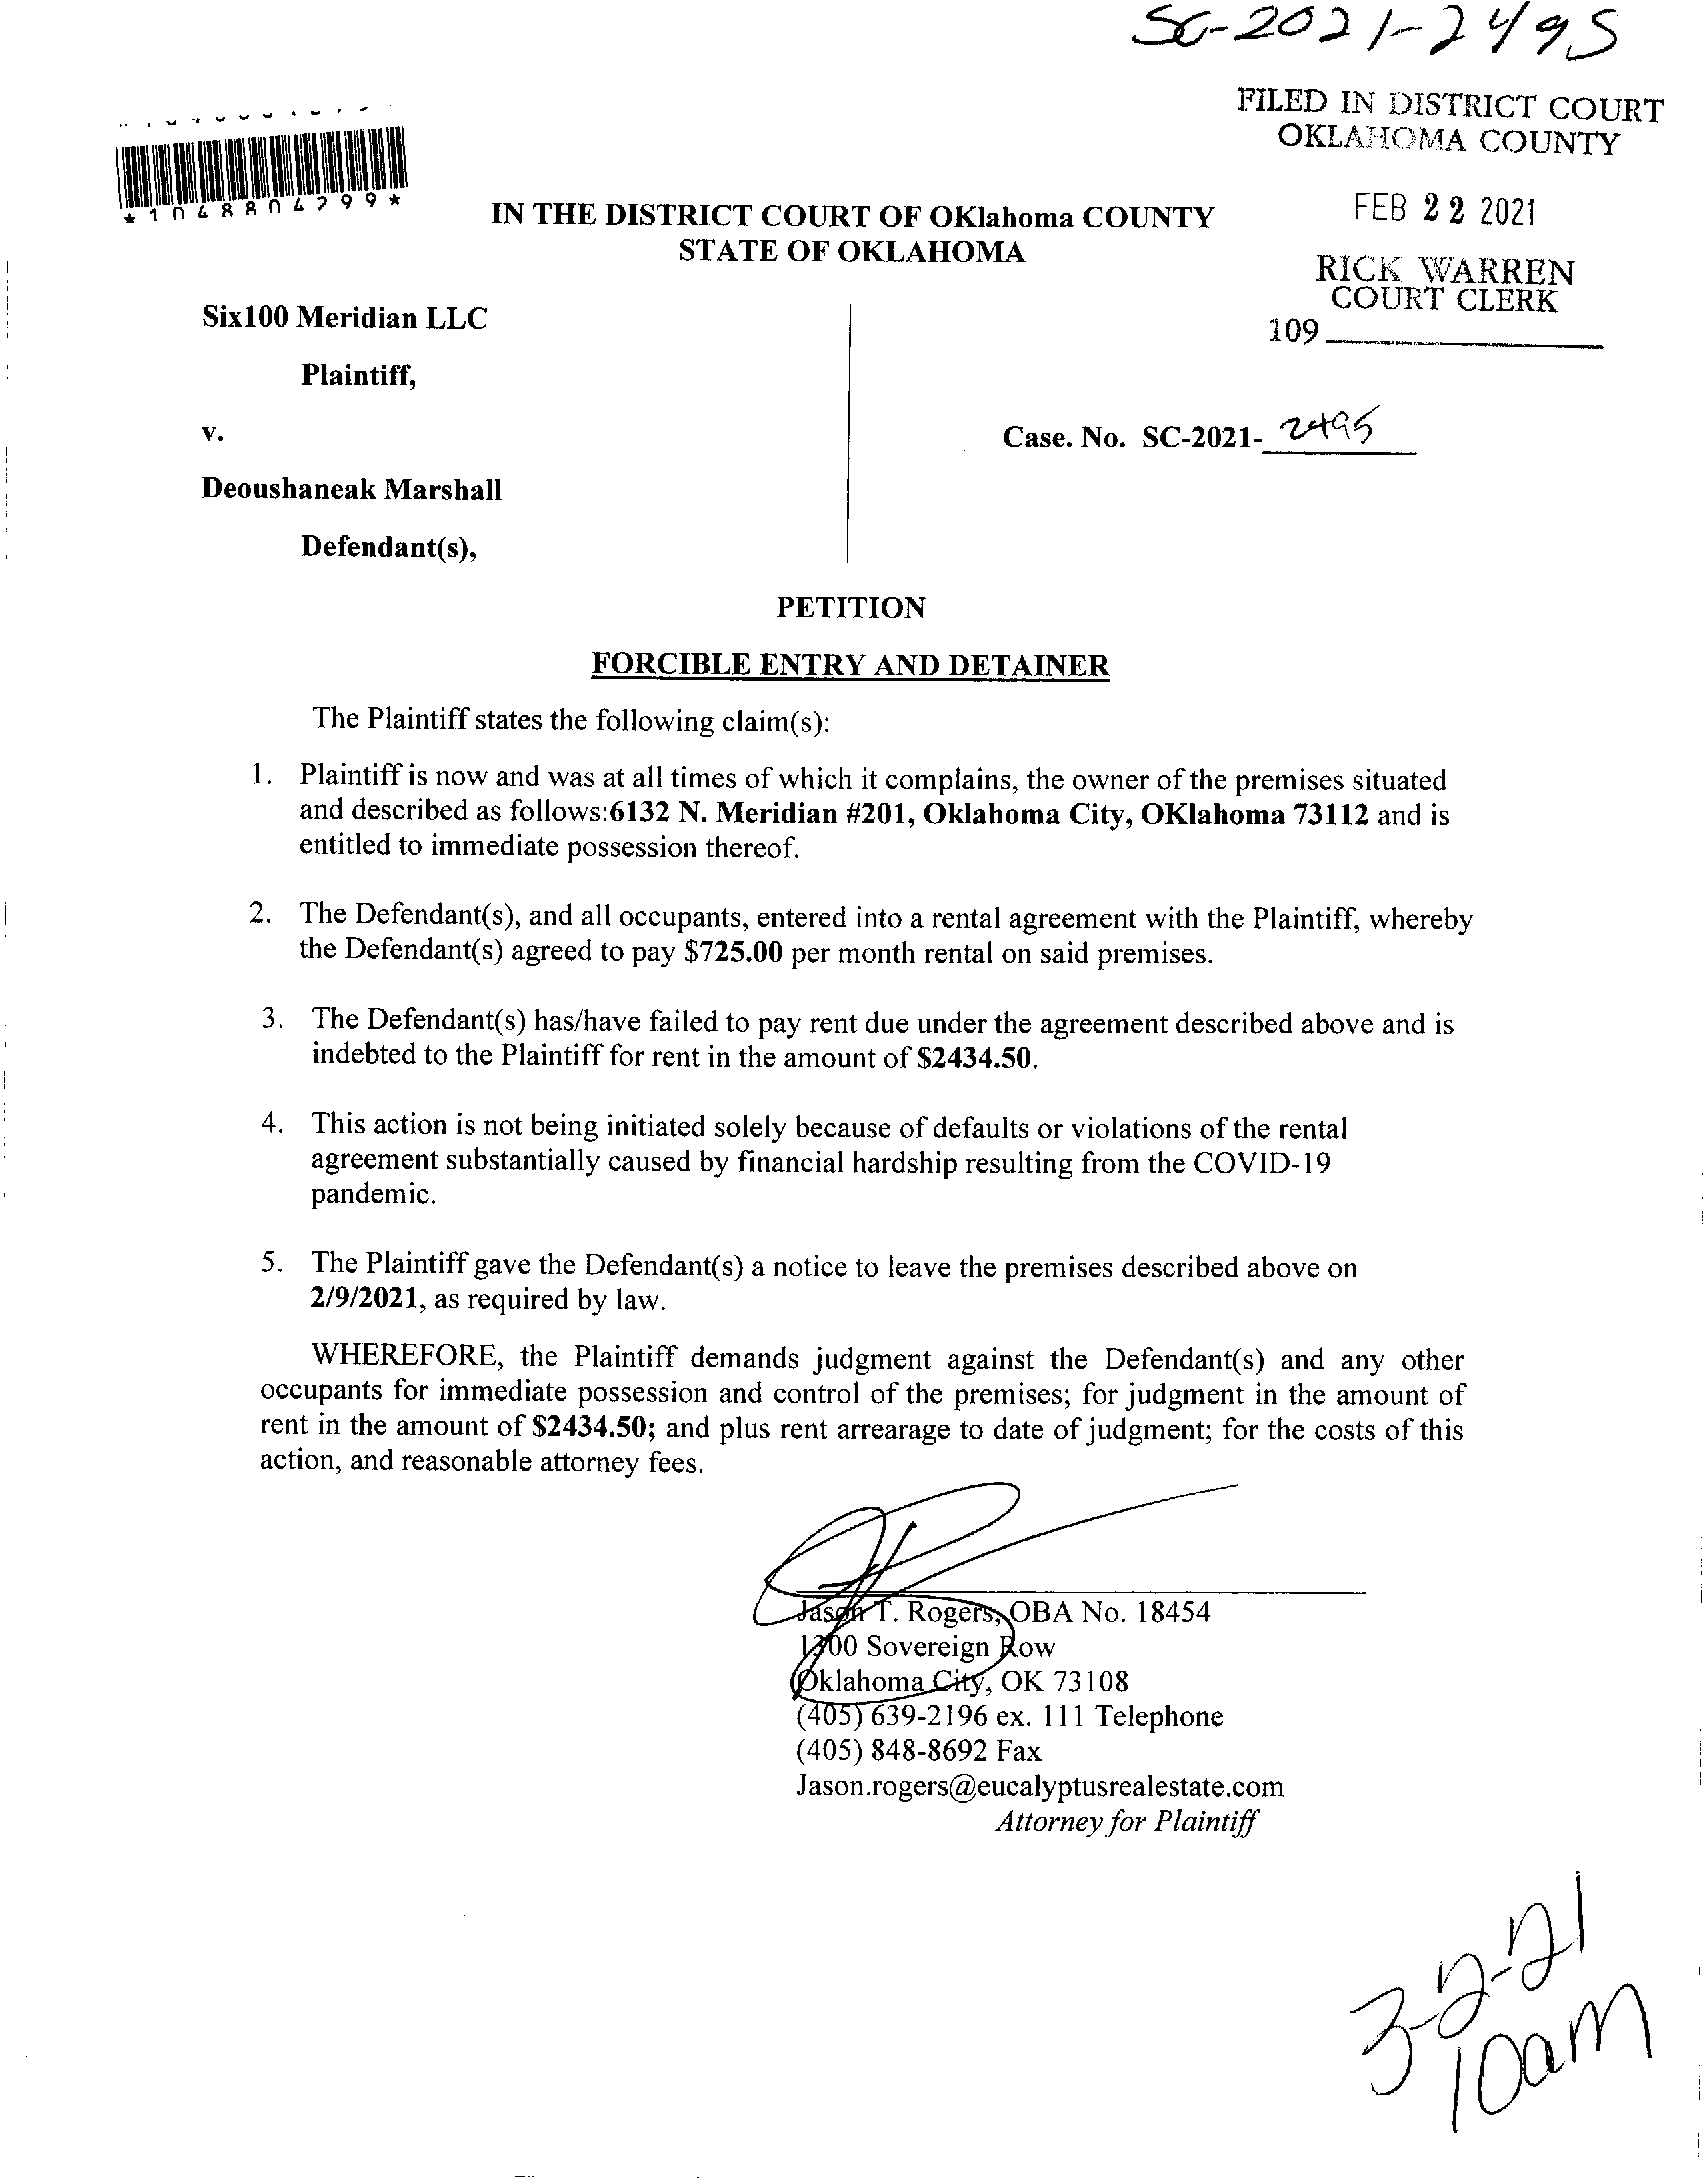 SC-2021-2495
FILED IN DISTRICT COURT
OKLAHOMA COUNTY
FEB 22 2021
RICK WARREN
COURT CLERK
109
*1048804299*
IN THE DISTRICT COURT OF OKlahoma COUNTY
STATE OF OKLAHOMA
Six100 Meridian LLC
Plaintiff,
v.
Case. No. SC-2021- 2495
Deoushaneak Marshall
Defendant(s),
PETITION
FORCIBLE ENTRY AND DETAINER
The Plaintiff states the following claim(s):
1. Plaintiff is now and was at all times of which it complains, the owner of the premises situated
and described as follows:6132 N. Meridian #201, Oklahoma City, OKlahoma 73112 and is
entitled to immediate possession thereof.
2. The Defendant(s), and all occupants, entered into a rental agreement with the Plaintiff, whereby
the Defendant(s) agreed to pay $725.00 per month rental on said premises.
3. The Defendant(s) has/have failed to pay rent due under the agreement described above and is
indebted to the Plaintiff for rent in the amount of $2434.50.
4. This action is not being initiated solely because of defaults or violations of the rental
agreement substantially caused by financial hardship resulting from the COVID-19
pandemic.
5. The Plaintiff gave the Defendant(s) a notice to leave the premises described above on
2/9/2021, as required by law.
WHEREFORE, the Plaintiff demands judgment against the Defendant(s) and any other
occupants for immediate possession and control of the premises; for judgment in the amount of
rent in the amount of $2434.50; and plus rent arrearage to date of judgment; for the costs of this
action, and reasonable attorney fees.
Jason T. Rogers, OBA No. 18454
1300 Sovereign Row
Oklahoma City, OK 73108
(405) 639-2196 ex. 111 Telephone
(405) 848-8692 Fax
Jason.rogers@eucalyptusrealestate.com
Attorney for Plaintiff
3-2-21
10am